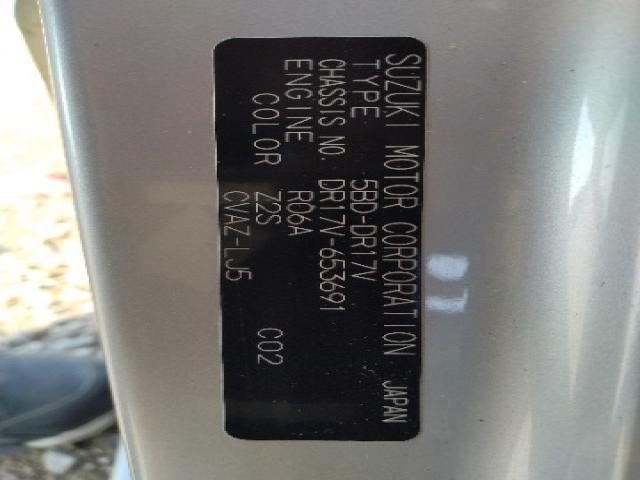 SUZUKI MOTOR CORPORATION JAPAN
TYPE 5BD-DR17V
CHASSIS NO. DR17V-653691
ENGINE R06A
COLOR Z2S C02
CVAZ-LJ5